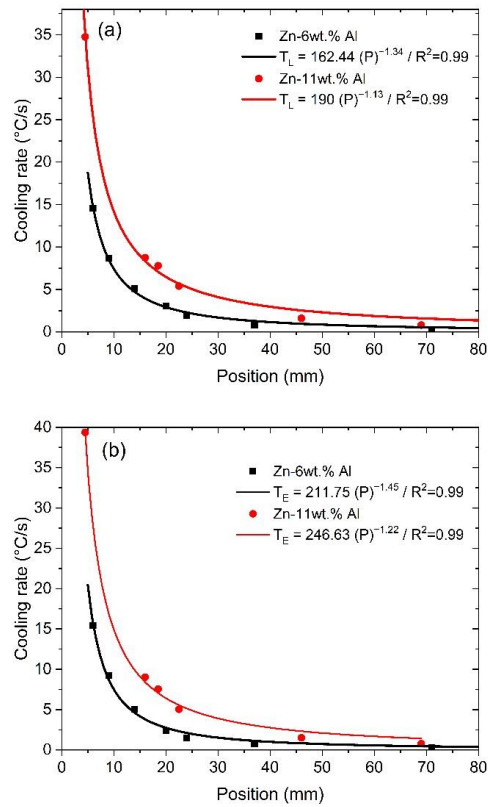 (a)
Zn-6wt.% Al
T_L = 162.44 (P)^−1.34 / R²=0.99
Zn-11wt.% Al
T_L = 190 (P)^−1.13 / R²=0.99
Cooling rate (°C/s)
35
30
25
20
15
10
5
0
0 10 20 30 40 50 60 70 80
Position (mm)
(b)
Zn-6wt.% Al
T_E = 211.75 (P)^−1.45 / R²=0.99
Zn-11wt.% Al
T_E = 246.63 (P)^−1.22 / R²=0.99
Cooling rate (°C/s)
40
35
30
25
20
15
10
5
0
0 10 20 30 40 50 60 70 80
Position (mm)